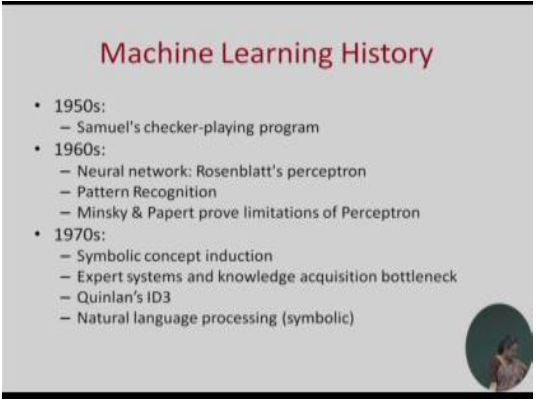 Machine Learning History
• 1950s:
– Samuel's checker-playing program
• 1960s:
– Neural network: Rosenblatt's perceptron
– Pattern Recognition
– Minsky & Papert prove limitations of Perceptron
• 1970s:
– Symbolic concept induction
– Expert systems and knowledge acquisition bottleneck
– Quinlan's ID3
– Natural language processing (symbolic)